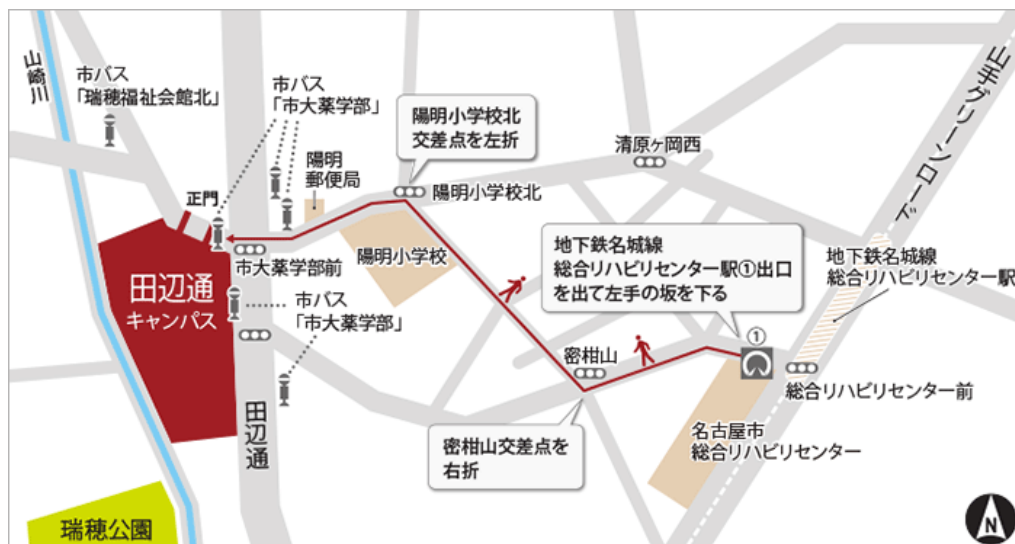 山崎川
市バス
「瑞穂福祉会館北」
市バス
「市大薬学部」
陽明
郵便局
陽明小学校北
交差点を左折
陽明小学校北
清原ヶ岡西
山手グリーンロード
正門
市大薬学部前
陽明小学校
田辺通
キャンパス
市バス
「市大薬学部」
地下鉄名城線
総合リハビリセンター駅①出口
を出て左手の坂を下る
地下鉄名城線
総合リハビリセンター駅
①
密柑山
総合リハビリセンター前
田辺通
密柑山交差点を
右折
名古屋市
総合リハビリセンター
瑞穂公園
N